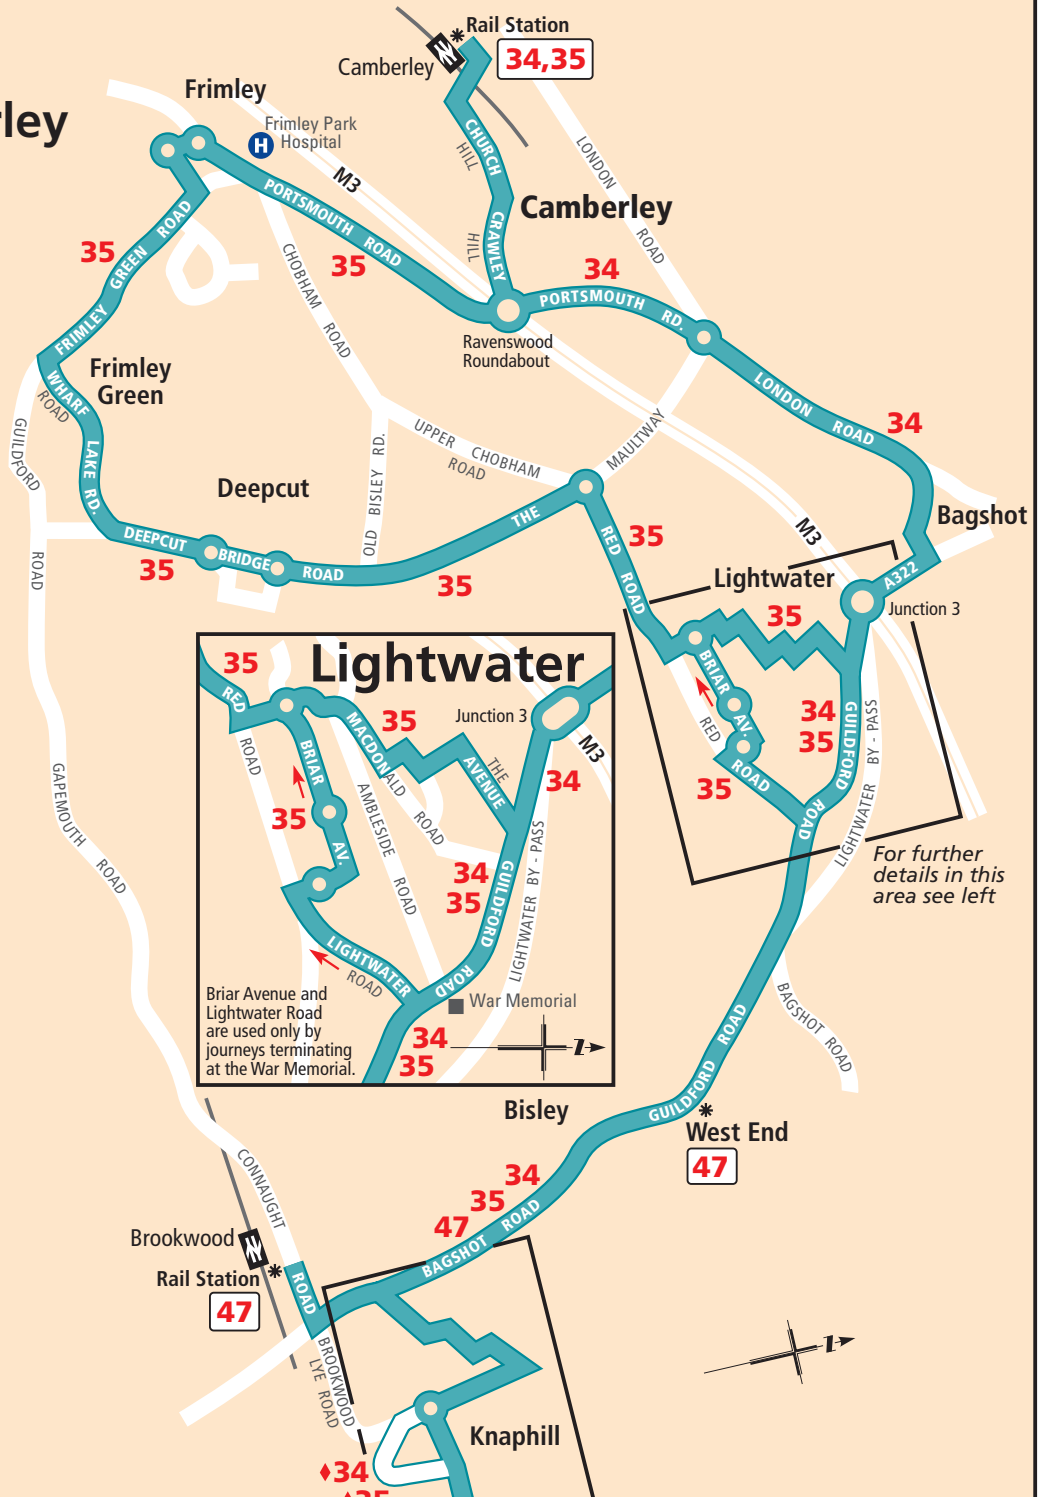 Rail Station
34,35
Camberley
Frimley
rley
Frimley Park
Hospital
H
M3
CHURCH
HILL
LONDON
ROAD
Camberley
PORTSMOUTH ROAD
GREEN ROAD
FRIMLEY
35
35
CRAWLEY
HILL
34
PORTSMOUTH RD.
CHOBHAM ROAD
Ravenswood
Roundabout
Frimley
Green
WHARF
ROAD
LONDON ROAD
34
GUILDFORD
ROAD
LAKE RD.
UPPER CHOBHAM
ROAD
MAULTWAY
OLD BISLEY RD.
Deepcut
THE
Bagshot
M3
DEEPCUT
BRIDGE
ROAD
35
35
RED ROAD
35
Lightwater
A322
Junction 3
35
BRIAR
AV.
RED
ROAD
35
34
35
GUILDFORD
ROAD
LIGHTWATER BY - PASS
For further
details in this
area see left
Lightwater
35
RED
ROAD
35
MACDONALD
ROAD
THE
AVENUE
Junction 3
M3
34
BRIAR
AV.
35
AMBLESIDE
ROAD
34
35
GUILDFORD
ROAD
LIGHTWATER BY - PASS
LIGHTWATER
ROAD
War Memorial
Briar Avenue and
Lightwater Road
are used only by
journeys terminating
at the War Memorial.
34
35
GAPEMOUTH ROAD
BAGSHOT ROAD
GUILDFORD ROAD
Bisley
West End
47
34
35
47
BAGSHOT ROAD
CONNAUGHT
ROAD
Brookwood
Rail Station
47
BROOKWOOD
LYE ROAD
Knaphill
34
35